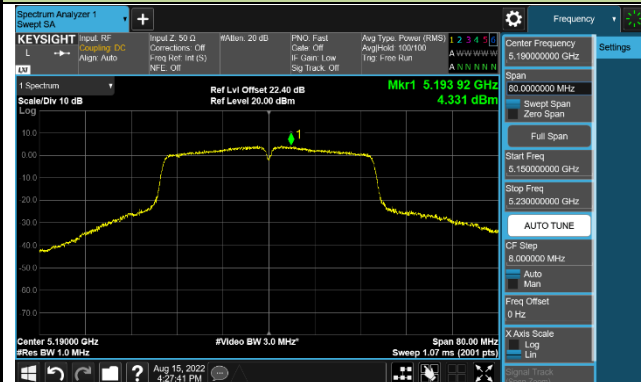 Spectrum Analyzer 1
Swept SA
+
Frequency
KEYSIGHT
Input: RF
Coupling: DC
Align: Auto
Input Z: 50 Ω
Corrections: Off
Freq Ref: Int (S)
NFE: Off
#Atten: 20 dB
PNO: Fast
Gate: Off
IF Gain: Low
Sig Track: Off
Avg Type: Power (RMS)
Avg|Hold: 100/100
Trig: Free Run
1 2 3 4 5 6
A W W W W W
A N N N N N
L
LXI
1 Spectrum
Scale/Div 10 dB
Log
Ref Lvl Offset 22.40 dB
Ref Level 20.00 dBm
Mkr1 5.193 92 GHz
4.331 dBm
1
10.0
0.00
-10.0
-20.0
-30.0
-40.0
-50.0
-60.0
-70.0
Center 5.19000 GHz
#Res BW 1.0 MHz
#Video BW 3.0 MHz*
Span 80.00 MHz
Sweep 1.07 ms (2001 pts)
Aug 15, 2022
4:27:41 PM
?
Center Frequency
5.190000000 GHz
Settings
Span
80.0000000 MHz
Swept Span
Zero Span
Full Span
Start Freq
5.150000000 GHz
Stop Freq
5.230000000 GHz
AUTO TUNE
CF Step
8.000000 MHz
Auto
Man
Freq Offset
0 Hz
X Axis Scale
Log
Lin
Signal Track